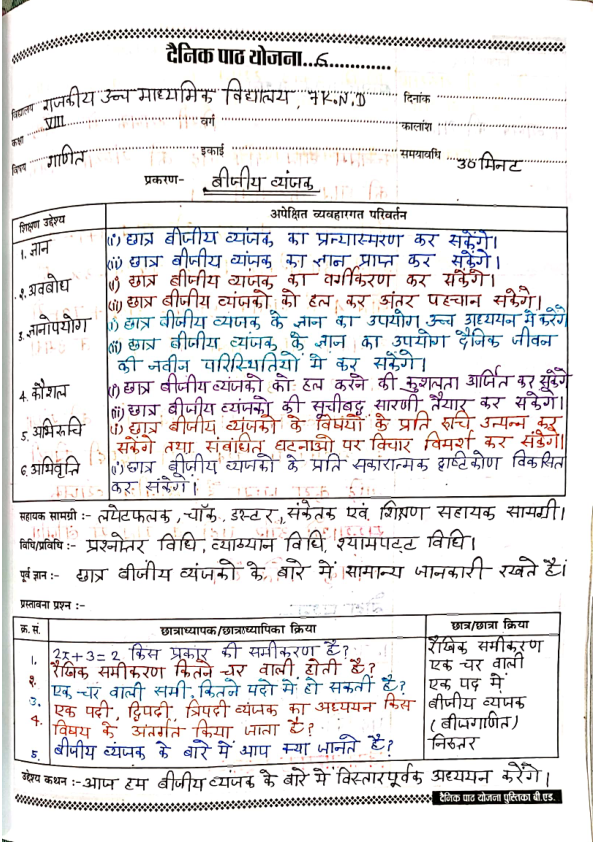 दैनिक पाठ योजना...6............
विद्यालय राजकीय उच्च माध्यमिक विद्यालय, 7K.N.D दिनांक
कक्षा VIII वर्ग कालांश
विषय गणित इकाई समयावधि 30 मिनट
प्रकरण- बीजीय व्यंजक
शिक्षण उद्देश्य अपेक्षित व्यवहारगत परिवर्तन
१. ज्ञान (i) छात्र बीजीय व्यंजक का प्रत्यास्मरण कर सकेंगे।
(ii) छात्र बीजीय व्यंजक का ज्ञान प्राप्त कर सकेंगे।
२. अवबोध (i) छात्र बीजीय व्यंजक का वर्गीकरण कर सकेंगे।
(ii) छात्र बीजीय व्यंजको को हल कर अंतर पहचान सकेंगे।
3. ज्ञानोपयोग (i) छात्र बीजीय व्यंजक के ज्ञान का उपयोग उच्च अध्ययन में करेंगे
(ii) छात्र बीजीय व्यंजक के ज्ञान का उपयोग दैनिक जीवन
की नवीन परिस्थितियों में कर सकेंगे।
4. कौशल (i) छात्र बीजीय व्यंजको को हल करने की कुशलता अर्जित कर सकेंगे
(ii) छात्र बीजीय व्यंजको की सूचीबद्ध सारणी तैयार कर सकेंगे।
5. अभिरुचि (i) छात्र बीजीय व्यंजको के विषयों के प्रति रुचि उत्पन्न कर
सकेंगे तथा संबंधित घटनाओं पर विचार विमर्श कर सकेंगे।
6. अभिवृत्ति (i) छात्र बीजीय व्यंजको के प्रति सकारात्मक दृष्टिकोण विकसित
कर सकेंगे।
सहायक सामग्री :- लपेटफलक, चॉक, डस्टर, संकेतक एवं शिक्षण सहायक सामग्री।
विधि/प्रविधि :- प्रश्नोतर विधि, व्याख्यान विधि, श्यामपट्ट विधि।
पूर्व ज्ञान :- छात्र बीजीय व्यंजको के बारे में सामान्य जानकारी रखते हैं।
प्रस्तावना प्रश्न :-
क्र. सं. छात्राध्यापक/छात्राध्यापिका क्रिया छात्र/छात्रा क्रिया
1. 2x+3=2 किस प्रकार की समीकरण है? रैखिक समीकरण
२. रैखिक समीकरण कितने चर वाली होती है? एक चर वाली
3. एक चर वाली समी. कितने पदो में हो सकती है? एक पद में
4. एक पदी, द्विपदी, त्रिपदी व्यंजक का अध्ययन किस बीजीय व्यंजक
विषय के अंतर्गत किया जाता है? (बीजगणित)
5. बीजीय व्यंजक के बारे में आप क्या जानते है? निरुतर
उद्देश्य कथन :- आज हम बीजीय व्यंजक के बारे में विस्तारपूर्वक अध्ययन करेंगे।
दैनिक पाठ योजना पुस्तिका बी.एड.